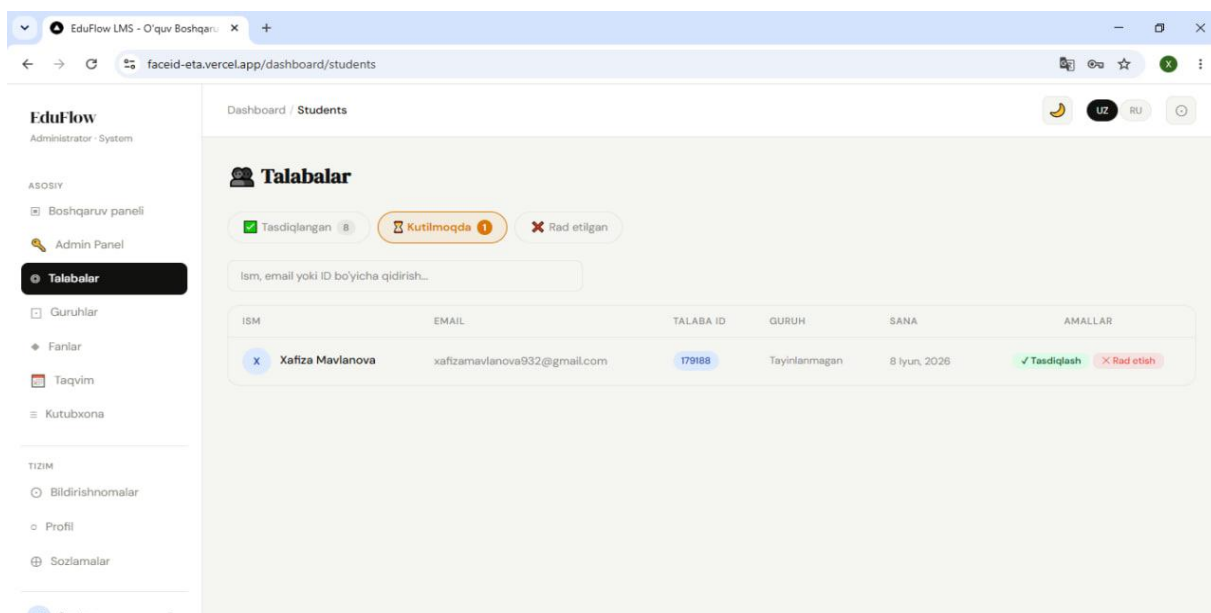 EduFlow LMS - O'quv Boshqaru
faceid-eta.vercel.app/dashboard/students
X
EduFlow
Administrator · System
ASOSIY
Boshqaruv paneli
Admin Panel
Talabalar
Guruhlar
Fanlar
Taqvim
Kutubxona
TIZIM
Bildirishnomalar
Profil
Sozlamalar
Dashboard / Students
UZ RU
Talabalar
Tasdiqlangan 8 Kutilmoqda 1 Rad etilgan
Ism, email yoki ID bo'yicha qidirish...
ISM EMAIL TALABA ID GURUH SANA AMALLAR
X Xafiza Mavlanova xafizamavlanova932@gmail.com 179188 Tayinlanmagan 8 Iyun, 2026 ✓ Tasdiqlash ✕ Rad etish